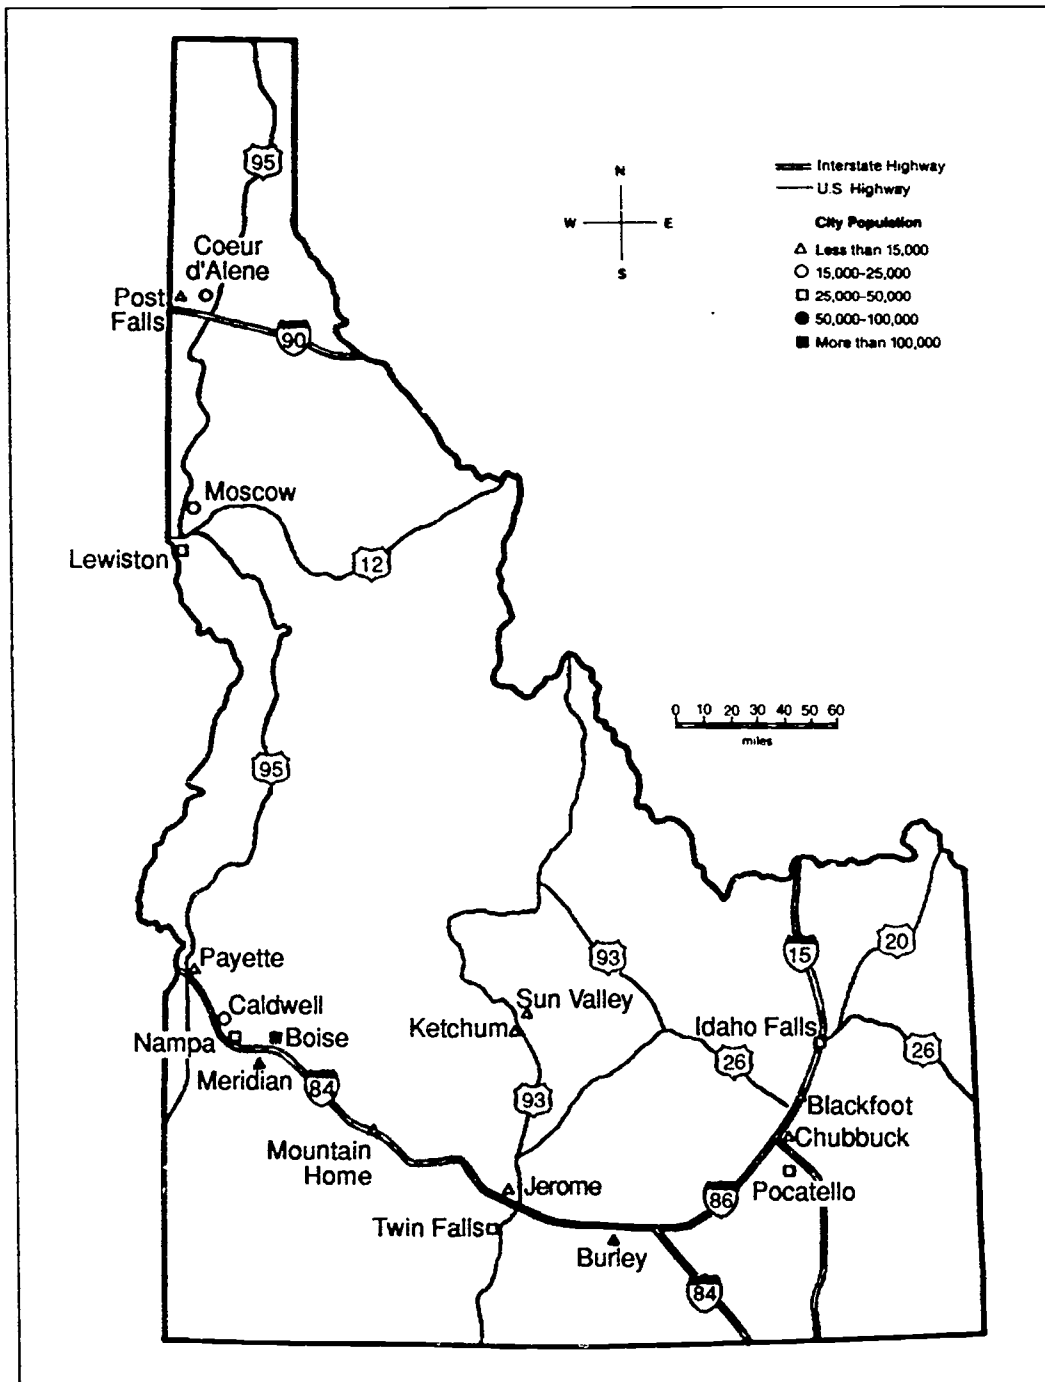 95
N
W E
S
Interstate Highway
U.S Highway
City Population
Less than 15,000
15,000-25,000
25,000-50,000
50,000-100,000
More than 100,000
Coeur
d'Alene
Post
Falls
90
Moscow
Lewiston
12
0 10 20 30 40 50 60
miles
95
Payette
93
15
20
Caldwell
Sun Valley
Nampa
Boise
Ketchum
Idaho Falls
26
26
Meridian
84
93
Blackfoot
Chubbuck
Mountain
Home
Jerome
86
Pocatello
Twin Falls
Burley
84